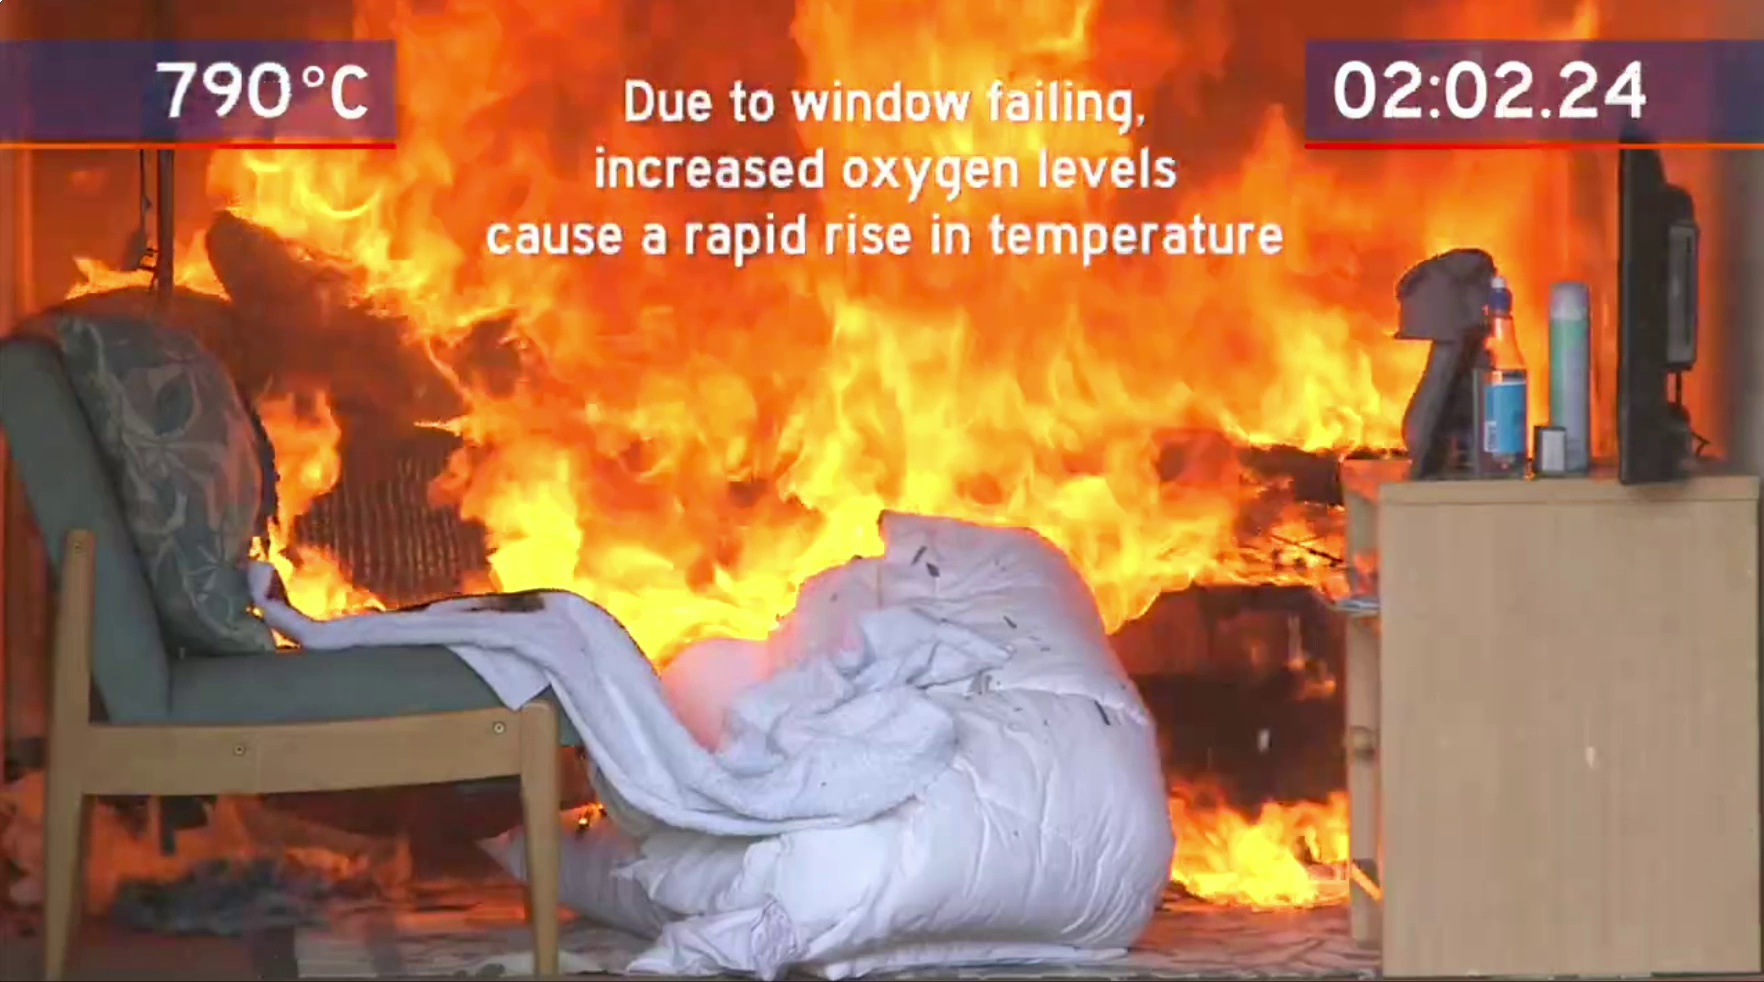 790°C
02:02.24
Due to window failing,
increased oxygen levels
cause a rapid rise in temperature